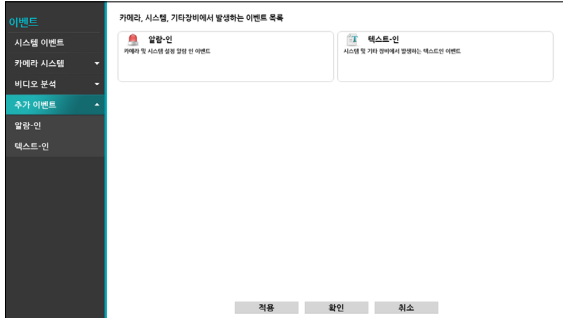 이벤트
시스템 이벤트
카메라 시스템
비디오 분석
추가 이벤트
알람-인
텍스트-인
카메라, 시스템, 기타장비에서 발생하는 이벤트 목록
알람-인
카메라 및 시스템 설정 알람 인 이벤트
텍스트-인
시스템 및 기타 장비에서 발생하는 텍스트인 이벤트
적용
확인
취소